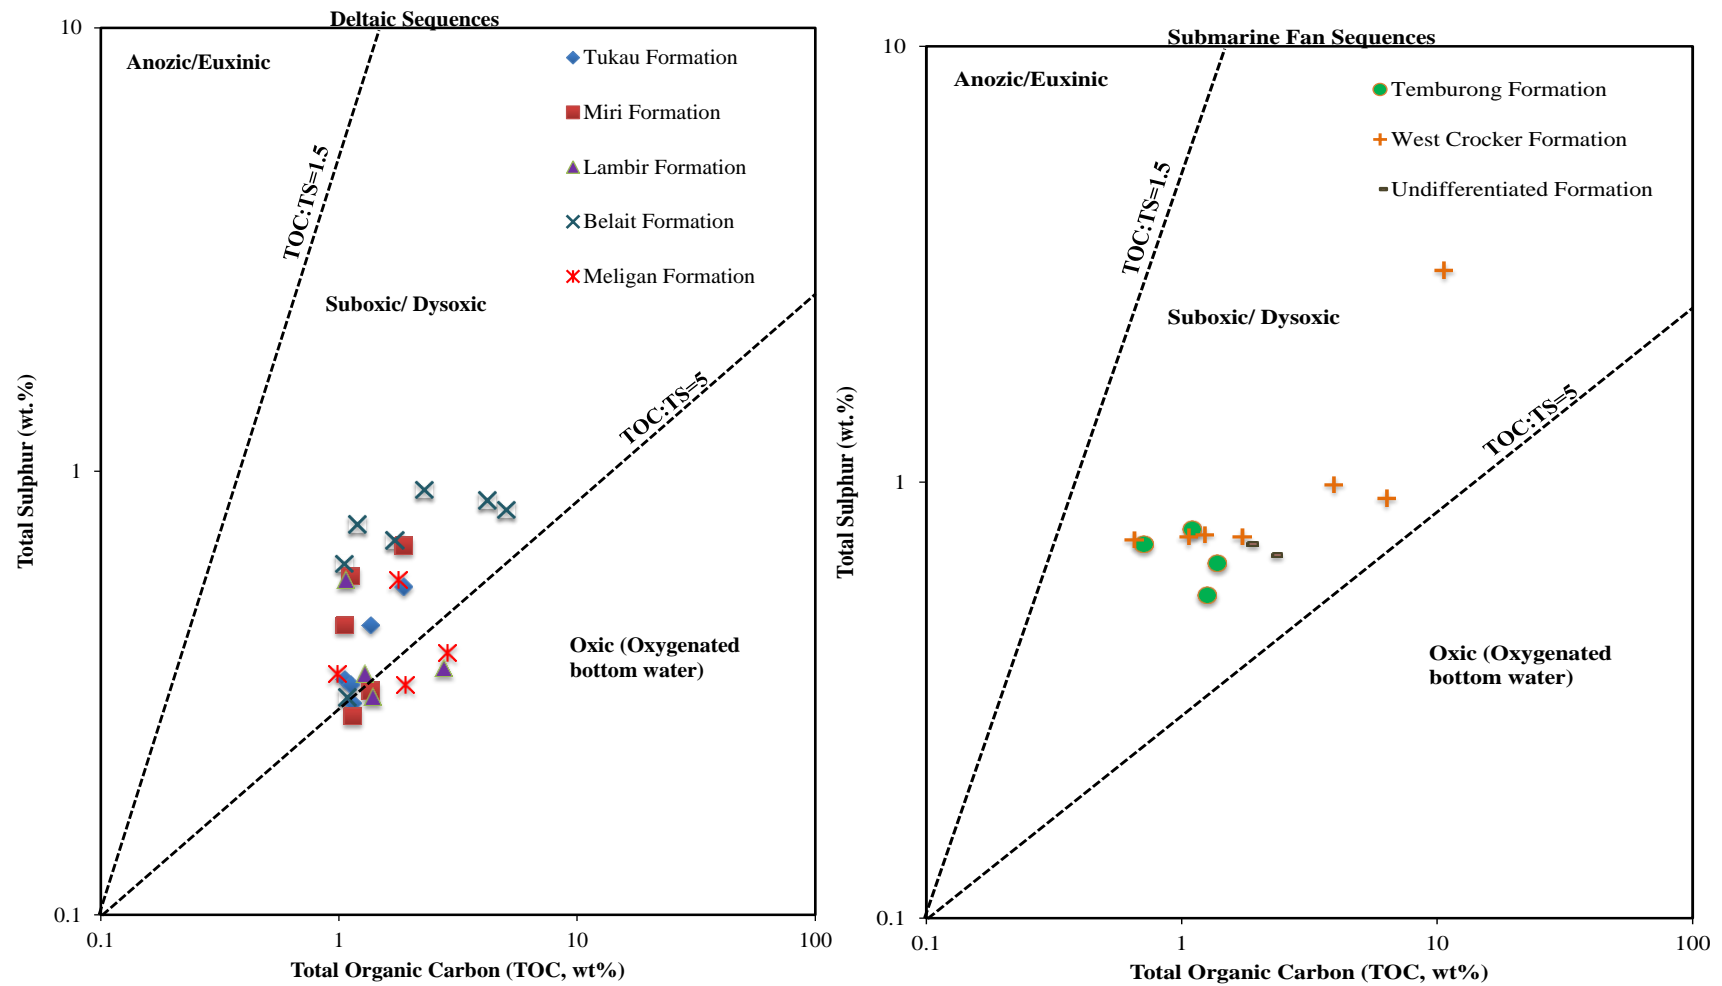 Deltaic Sequences
10
Anozic/Euxinic
Tukau Formation
Miri Formation
Lambir Formation
Belait Formation
Meligan Formation
TOC:TS=1.5
Suboxic/ Dysoxic
TOC:TS=5
Total Sulphur (wt.%)
1
Oxic (Oxygenated
bottom water)
0.1
0.1
1
10
100
Total Organic Carbon (TOC, wt%)
Submarine Fan Sequences
10
Anozic/Euxinic
Temburong Formation
West Crocker Formation
Undifferentiated Formation
TOC:TS=1.5
Suboxic/ Dysoxic
TOC:TS=5
Total Sulphur (wt.%)
1
Oxic (Oxygenated
bottom water)
0.1
0.1
1
10
100
Total Organic Carbon (TOC, wt%)